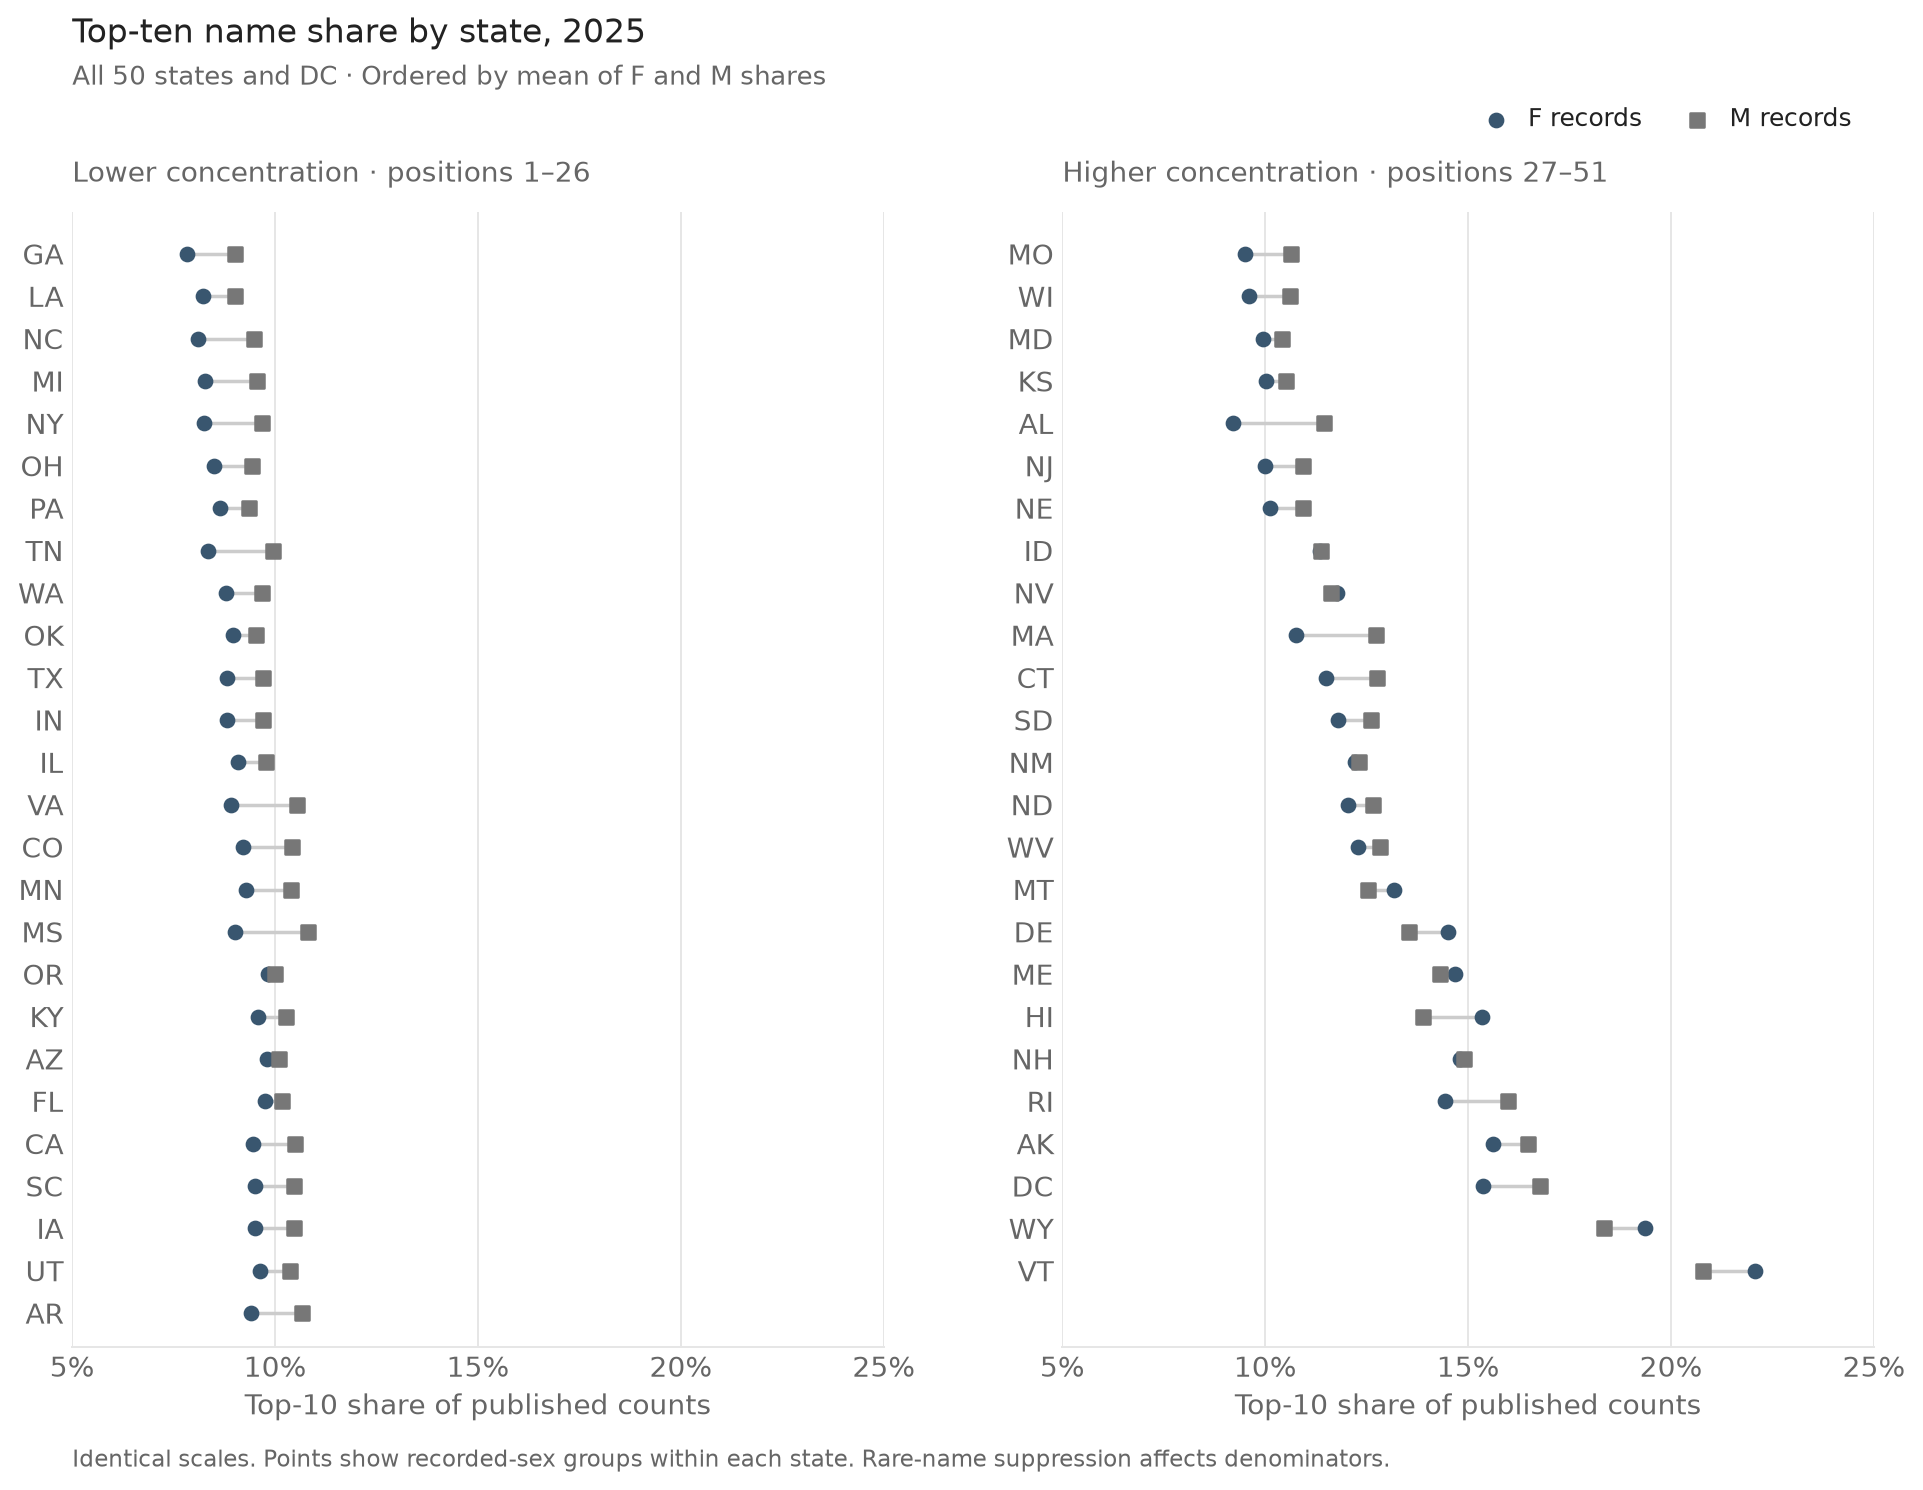 Top-ten name share by state, 2025
All 50 states and DC · Ordered by mean of F and M shares
F records
M records
Lower concentration · positions 1–26
GA
LA
NC
MI
NY
OH
PA
TN
WA
OK
TX
IN
IL
VA
CO
MN
MS
OR
KY
AZ
FL
CA
SC
IA
UT
AR
5% 10% 15% 20% 25%
Top-10 share of published counts
Higher concentration · positions 27–51
MO
WI
MD
KS
AL
NJ
NE
ID
NV
MA
CT
SD
NM
ND
WV
MT
DE
ME
HI
NH
RI
AK
DC
WY
VT
5% 10% 15% 20% 25%
Top-10 share of published counts
Identical scales. Points show recorded-sex groups within each state. Rare-name suppression affects denominators.